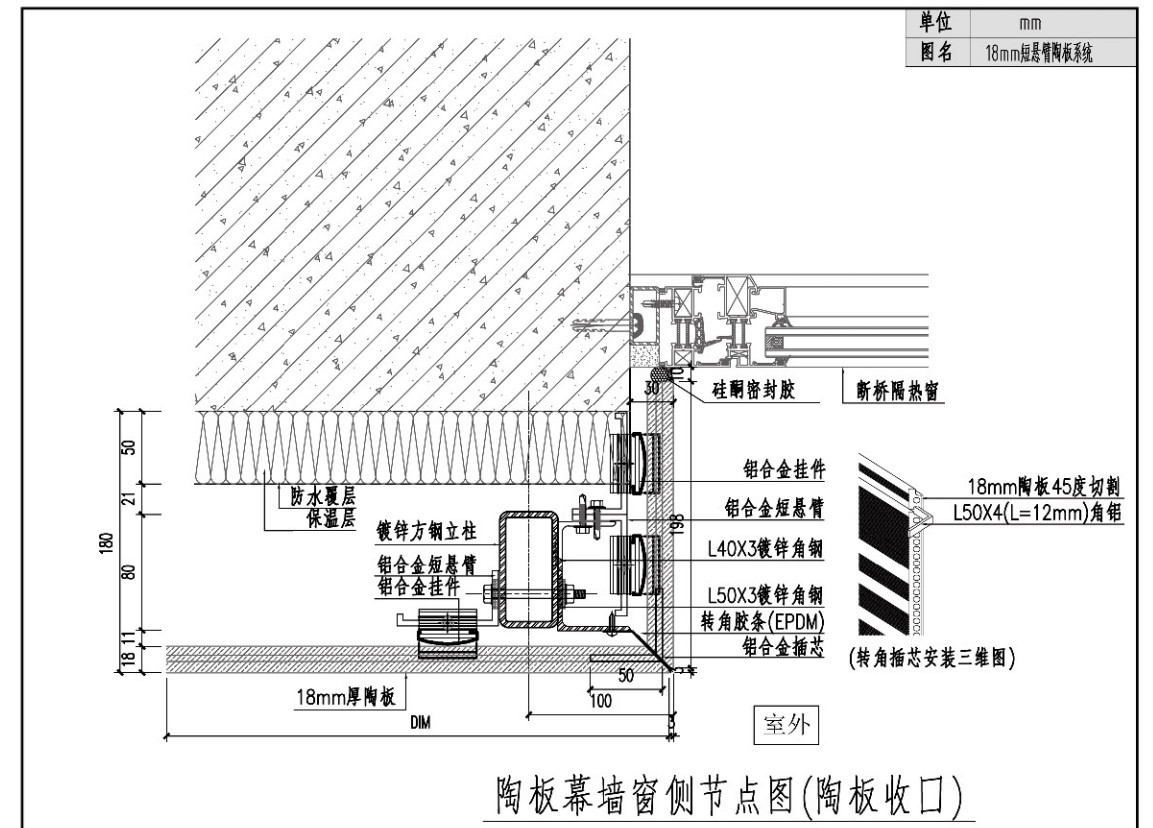 单位 mm
图名 18mm短悬臂陶板系统
10
30
硅酮密封胶
断桥隔热窗
50
21
80
11
18
180
防水覆层
保温层
镀锌方钢立柱
铝合金短悬臂
铝合金挂件
铝合金挂件
铝合金短悬臂
198
L40X3镀锌角钢
L50X3镀锌角钢
转角胶条(EPDM)
铝合金插芯
18mm陶板45度切割
L50X4(L=12mm)角铝
(转角插芯安装三维图)
18mm厚陶板
50
100
DIM
3
室外
陶板幕墙窗侧节点图(陶板收口)